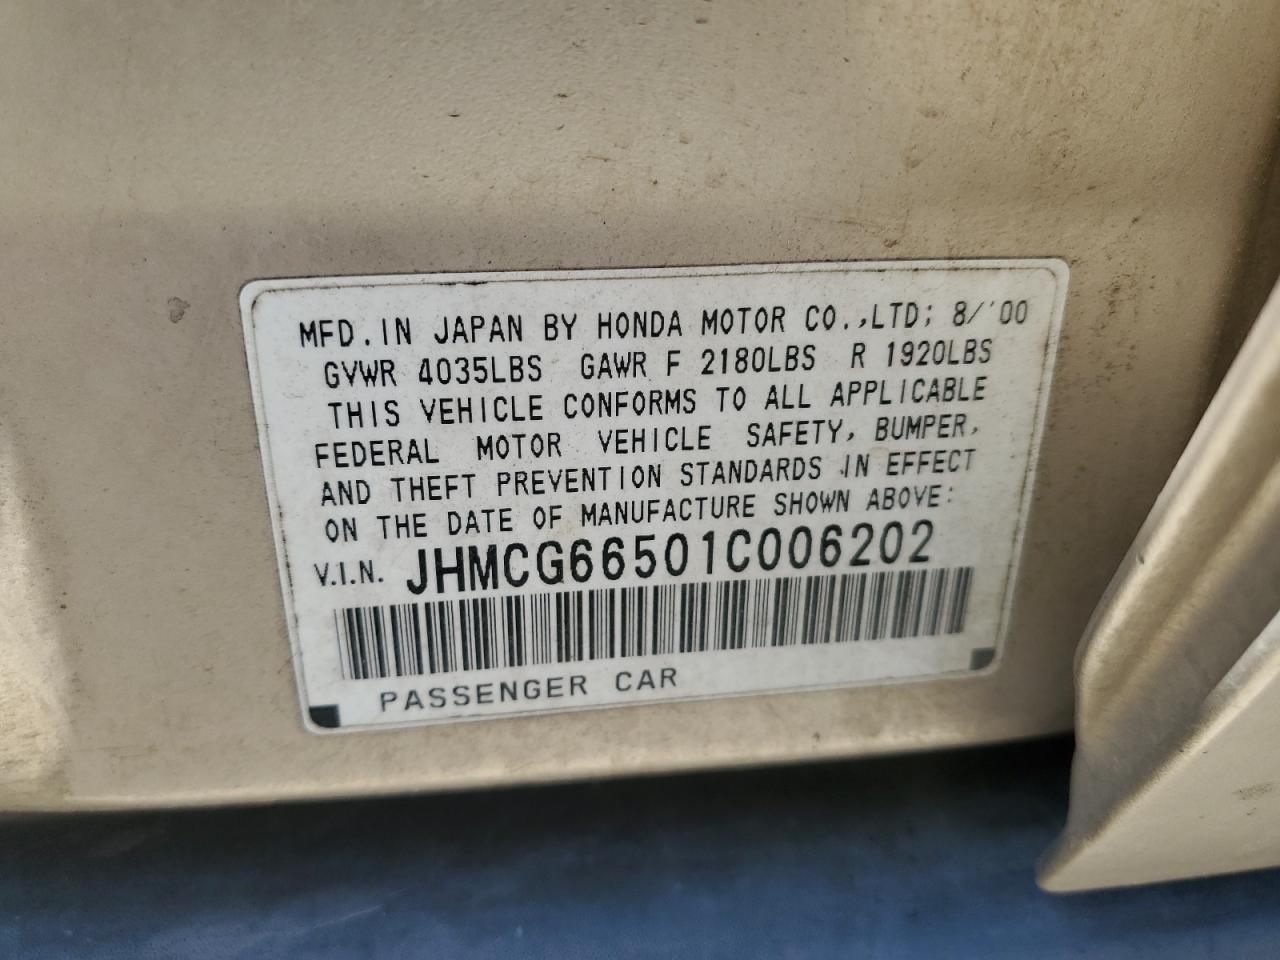 MFD. IN JAPAN BY HONDA MOTOR CO.,LTD; 8/'00
GVWR 4035LBS GAWR F 2180LBS R 1920LBS
THIS VEHICLE CONFORMS TO ALL APPLICABLE
FEDERAL MOTOR VEHICLE SAFETY, BUMPER,
AND THEFT PREVENTION STANDARDS IN EFFECT
ON THE DATE OF MANUFACTURE SHOWN ABOVE:
V.I.N. JHMCG66501C006202
PASSENGER CAR